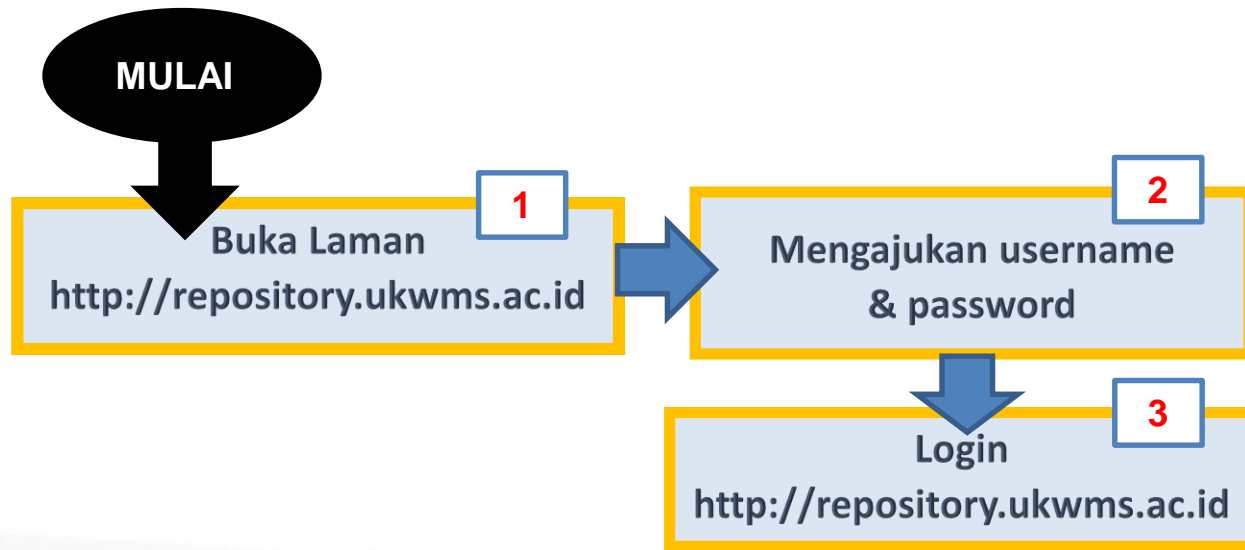 MULAI
1
Buka Laman
http://repository.ukwms.ac.id
2
Mengajukan username
& password
3
Login
http://repository.ukwms.ac.id